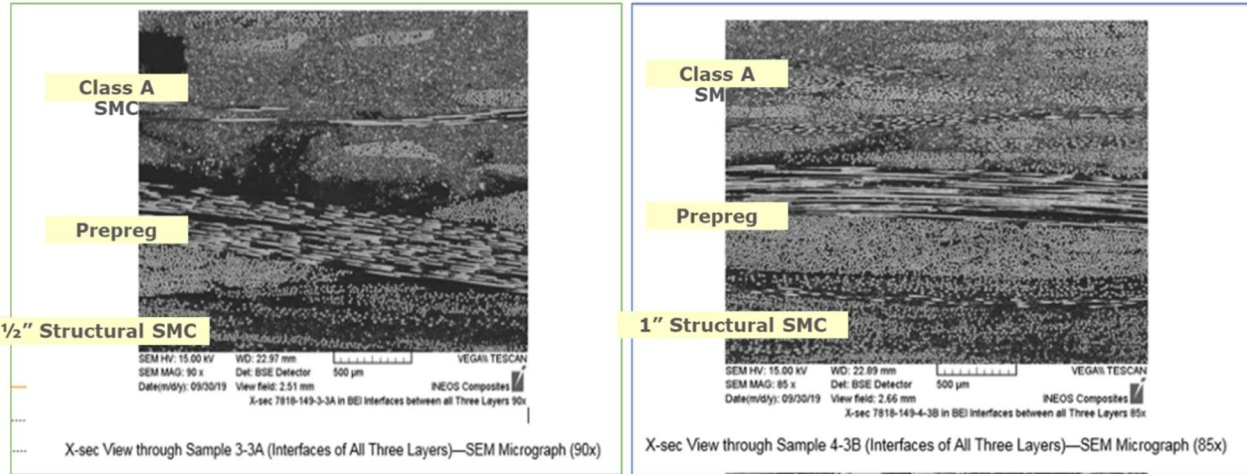 Class A
SMC
Prepreg
½” Structural SMC
SEM HV: 15.00 kV WD: 22.97 mm
SEM MAG: 90 x Det: BSE Detector 500 µm VEGA\\ TESCAN
Date(m/d/y): 09/30/19 View field: 2.51 mm INEOS Composites
X-sec 7818-149-3-3A in BEI Interfaces between all Three Layers 90x
X-sec View through Sample 3-3A (Interfaces of All Three Layers)—SEM Micrograph (90x)
Class A
SM
Prepreg
1” Structural SMC
SEM HV: 15.00 kV WD: 22.89 mm
SEM MAG: 85 x Det: BSE Detector 500 µm VEGA\\ TESCAN
Date(m/d/y): 09/30/19 View field: 2.66 mm INEOS Composites
X-sec 7818-149-4-3B in BEI Interfaces between all Three Layers 85x
X-sec View through Sample 4-3B (Interfaces of All Three Layers)—SEM Micrograph (85x)